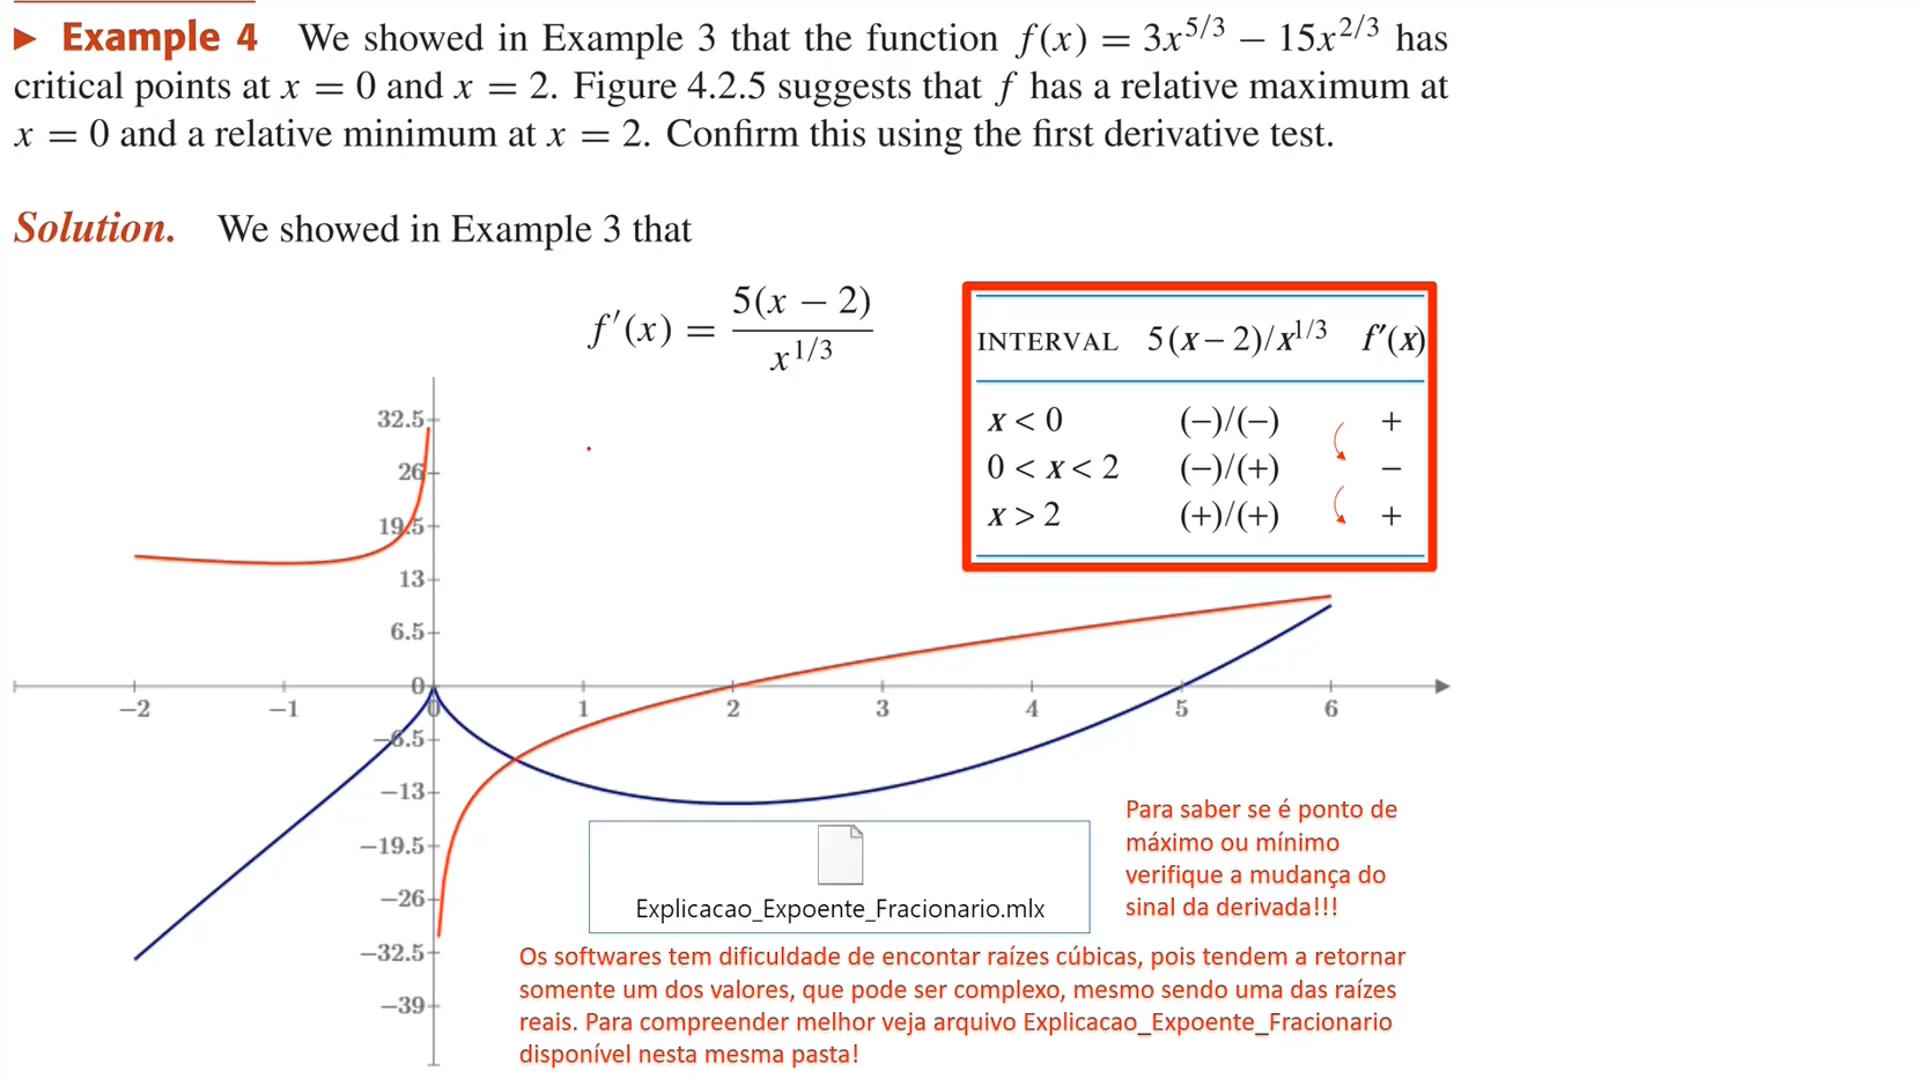 ► Example 4 We showed in Example 3 that the function f(x) = 3x^{5/3} − 15x^{2/3} has
critical points at x = 0 and x = 2. Figure 4.2.5 suggests that f has a relative maximum at
x = 0 and a relative minimum at x = 2. Confirm this using the first derivative test.
Solution. We showed in Example 3 that
f′(x) = 5(x − 2) / x^{1/3}
INTERVAL 5(x − 2)/x^{1/3} f′(x)
x < 0 (−)/(−) +
0 < x < 2 (−)/(+) −
x > 2 (+)/(+) +
32.5
26
19.5
13
6.5
0
−2 −1 0 1 2 3 4 5 6
−6.5
−13
−19.5
−26
−32.5
−39
Explicacao_Expoente_Fracionario.mlx
Para saber se é ponto de
máximo ou mínimo
verifique a mudança do
sinal da derivada!!!
Os softwares tem dificuldade de encontar raízes cúbicas, pois tendem a retornar
somente um dos valores, que pode ser complexo, mesmo sendo uma das raízes
reais. Para compreender melhor veja arquivo Explicacao_Expoente_Fracionario
disponível nesta mesma pasta!